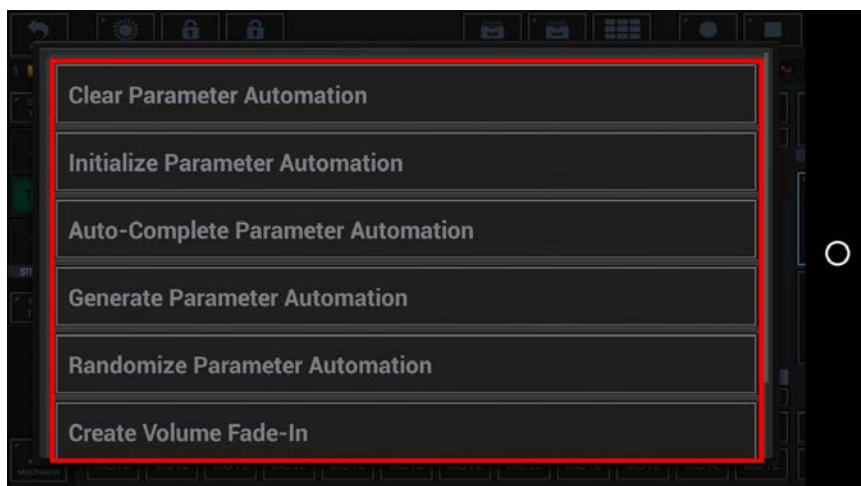 Clear Parameter Automation
Initialize Parameter Automation
Auto-Complete Parameter Automation
Generate Parameter Automation
Randomize Parameter Automation
Create Volume Fade-In